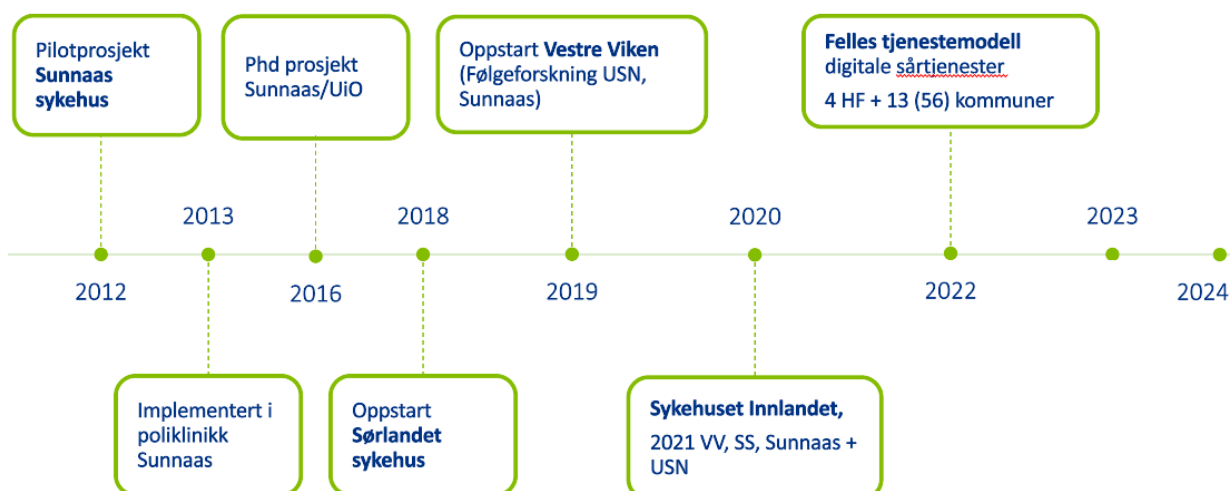 Pilotprosjekt
Sunnaas
sykehus
Phd prosjekt
Sunnaas/UiO
Oppstart Vestre Viken
(Følgeforskning USN,
Sunnaas)
Felles tjenestemodell
digitale sårtjenester
4 HF + 13 (56) kommuner
2013
2018
2020
2023
2012
2016
2019
2022
2024
Implementert i
poliklinikk
Sunnaas
Oppstart
Sørlandet
sykehus
Sykehuset Innlandet,
2021 VV, SS, Sunnaas +
USN